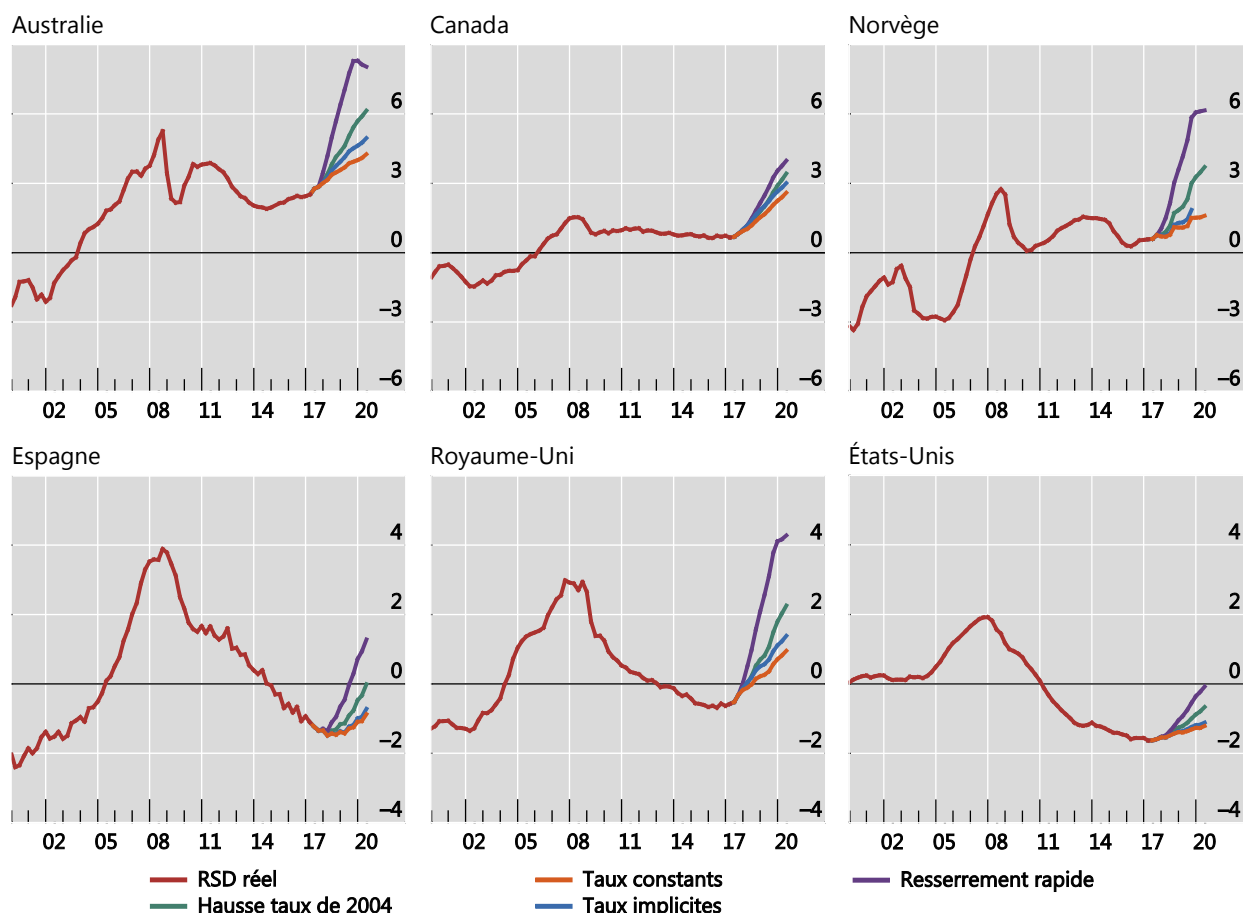 Australie Canada Norvège
6 6 6
3 3 3
0 0 0
–3 –3 –3
–6 –6 –6
02 05 08 11 14 17 20 02 05 08 11 14 17 20 02 05 08 11 14 17 20
Espagne Royaume-Uni États-Unis
4 4 4
2 2 2
0 0 0
–2 –2 –2
–4 –4 –4
02 05 08 11 14 17 20 02 05 08 11 14 17 20 02 05 08 11 14 17 20
RSD réel Taux constants Resserrement rapide
Hausse taux de 2004 Taux implicites